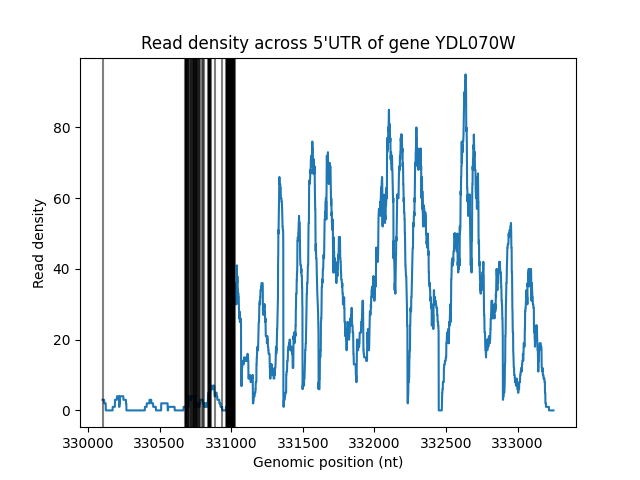 Read density across 5'UTR of gene YDL070W
Read density
80
60
40
20
0
330000 330500 331000 331500 332000 332500 333000
Genomic position (nt)